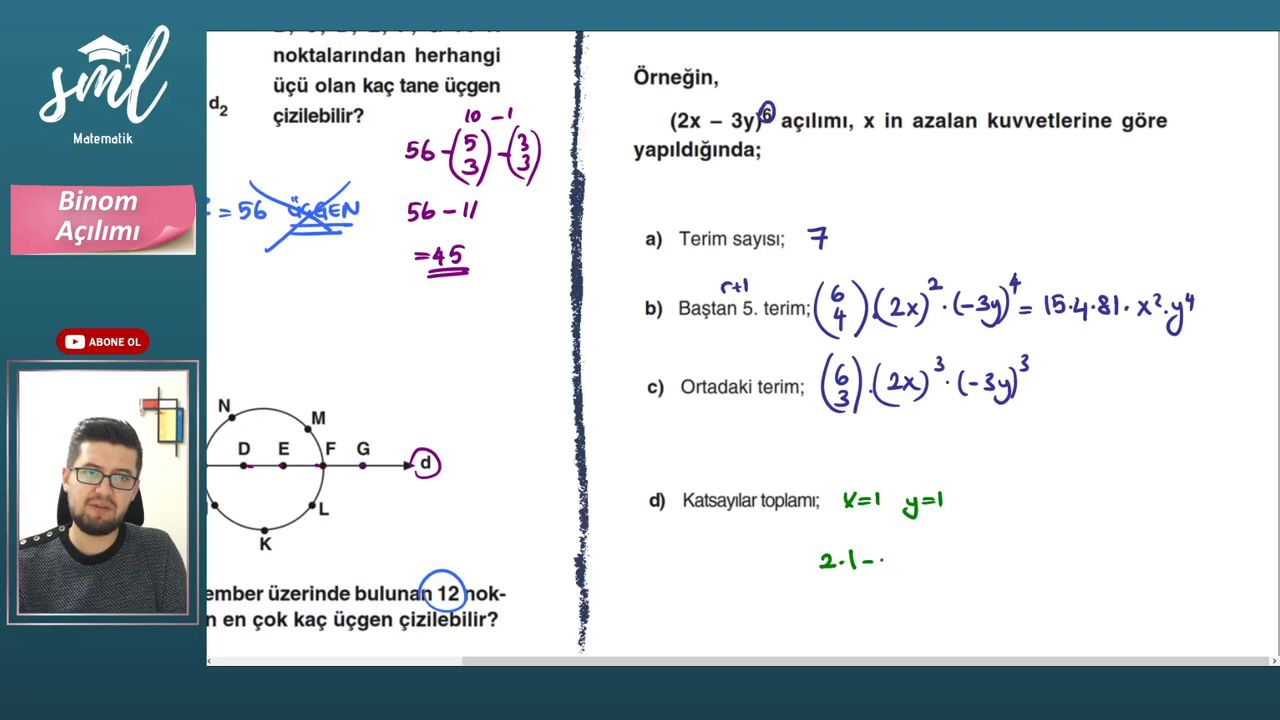 sml
Matematik
Binom
Açılımı
ABONE OL
noktalarından herhangi
üçü olan kaç tane üçgen
çizilebilir?
d2
10 - 1
56 - (5 3) - (3 3)
= 56 ÜÇGEN
56 - 11
= 45
N
M
D E F G d
L
K
ember üzerinde bulunan 12 nok-
n en çok kaç üçgen çizilebilir?
Örneğin,
(2x – 3y)^6 açılımı, x in azalan kuvvetlerine göre
yapıldığında;
a) Terim sayısı; 7
r+1
b) Baştan 5. terim; (6 4).(2x)^2 . (-3y)^4 = 15.4.81. x^2.y^4
c) Ortadaki terim; (6 3).(2x)^3 . (-3y)^3
d) Katsayılar toplamı; x=1 y=1
2.1 -